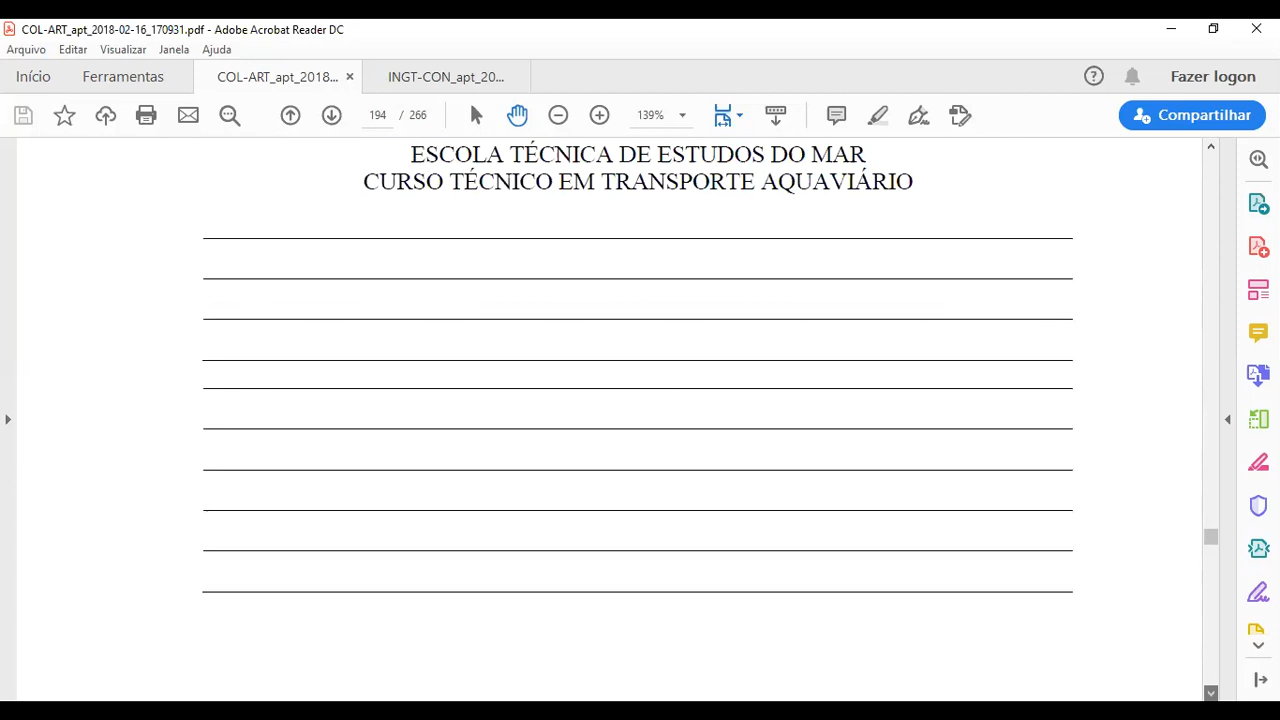 COL-ART_apt_2018-02-16_170931.pdf - Adobe Acrobat Reader DC
Arquivo Editar Visualizar Janela Ajuda
Início Ferramentas COL-ART_apt_2018... × INGT-CON_apt_20... Fazer logon
194 / 266 139% Compartilhar
ESCOLA TÉCNICA DE ESTUDOS DO MAR
CURSO TÉCNICO EM TRANSPORTE AQUAVIÁRIO